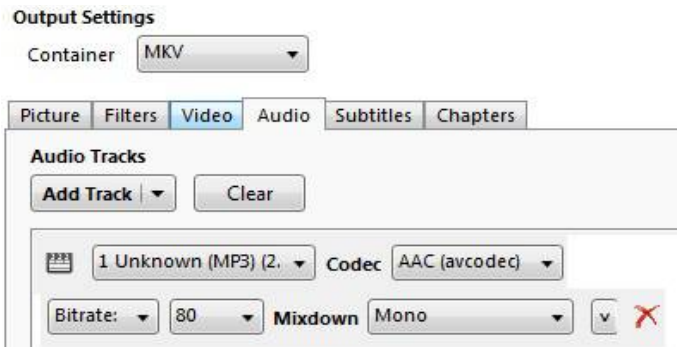 Output Settings
Container MKV
Picture Filters Video Audio Subtitles Chapters
Audio Tracks
Add Track Clear
1 Unknown (MP3) (2. Codec AAC (avcodec)
Bitrate: 80 Mixdown Mono v